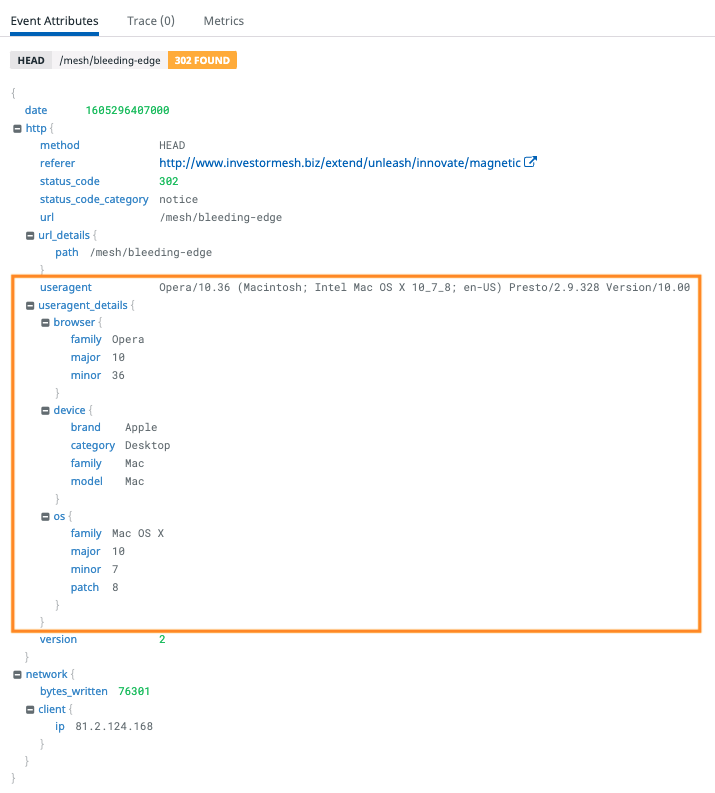 Event Attributes Trace (0) Metrics
HEAD /mesh/bleeding-edge 302 FOUND
{
date 1605296407000
http {
method HEAD
referer http://www.investormesh.biz/extend/unleash/innovate/magnetic
status_code 302
status_code_category notice
url /mesh/bleeding-edge
url_details {
path /mesh/bleeding-edge
}
useragent Opera/10.36 (Macintosh; Intel Mac OS X 10_7_8; en-US) Presto/2.9.328 Version/10.00
useragent_details {
browser {
family Opera
major 10
minor 36
}
device {
brand Apple
category Desktop
family Mac
model Mac
}
os {
family Mac OS X
major 10
minor 7
patch 8
}
}
version 2
}
network {
bytes_written 76301
client {
ip 81.2.124.168
}
}
}